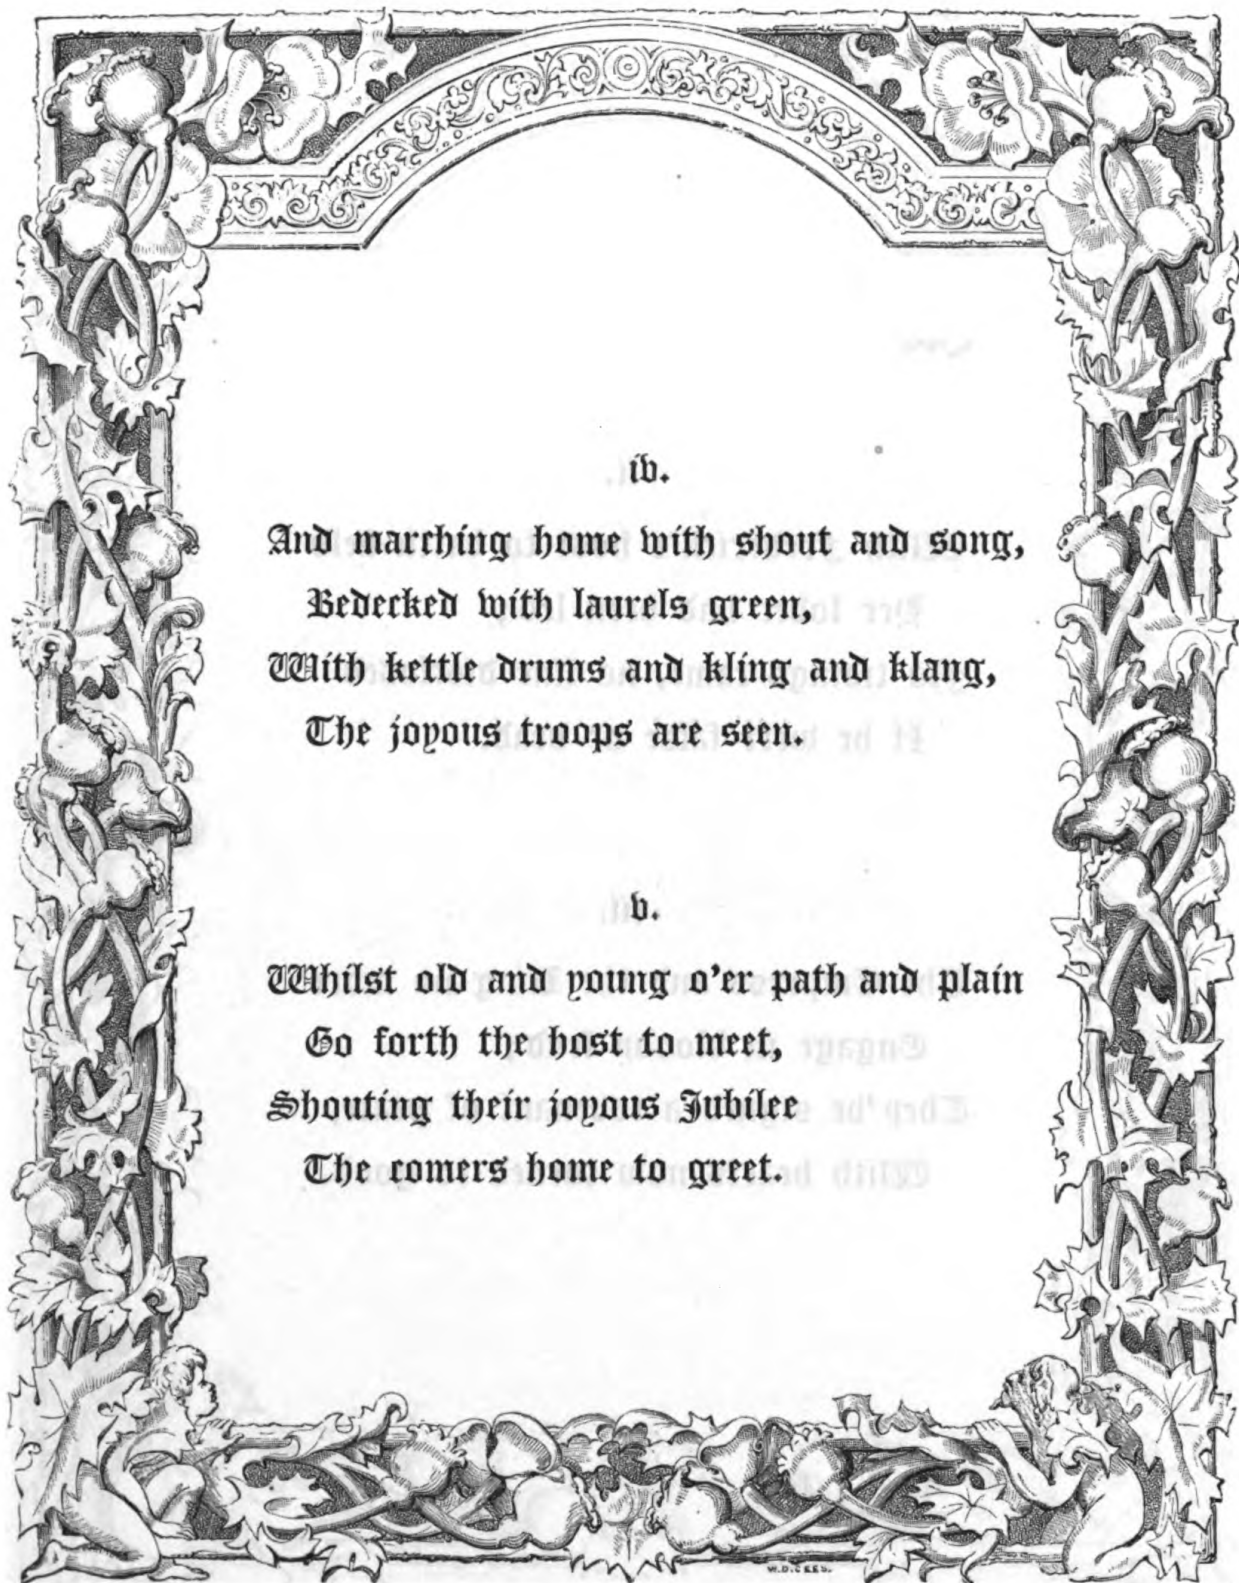 iv.
And marching home with shout and song,
Bedecked with laurels green,
With kettle drums and kling and klang,
The joyous troops are seen.
v.
Whilst old and young o'er path and plain
Go forth the host to meet,
Shouting their joyous Jubilee
The comers home to greet.